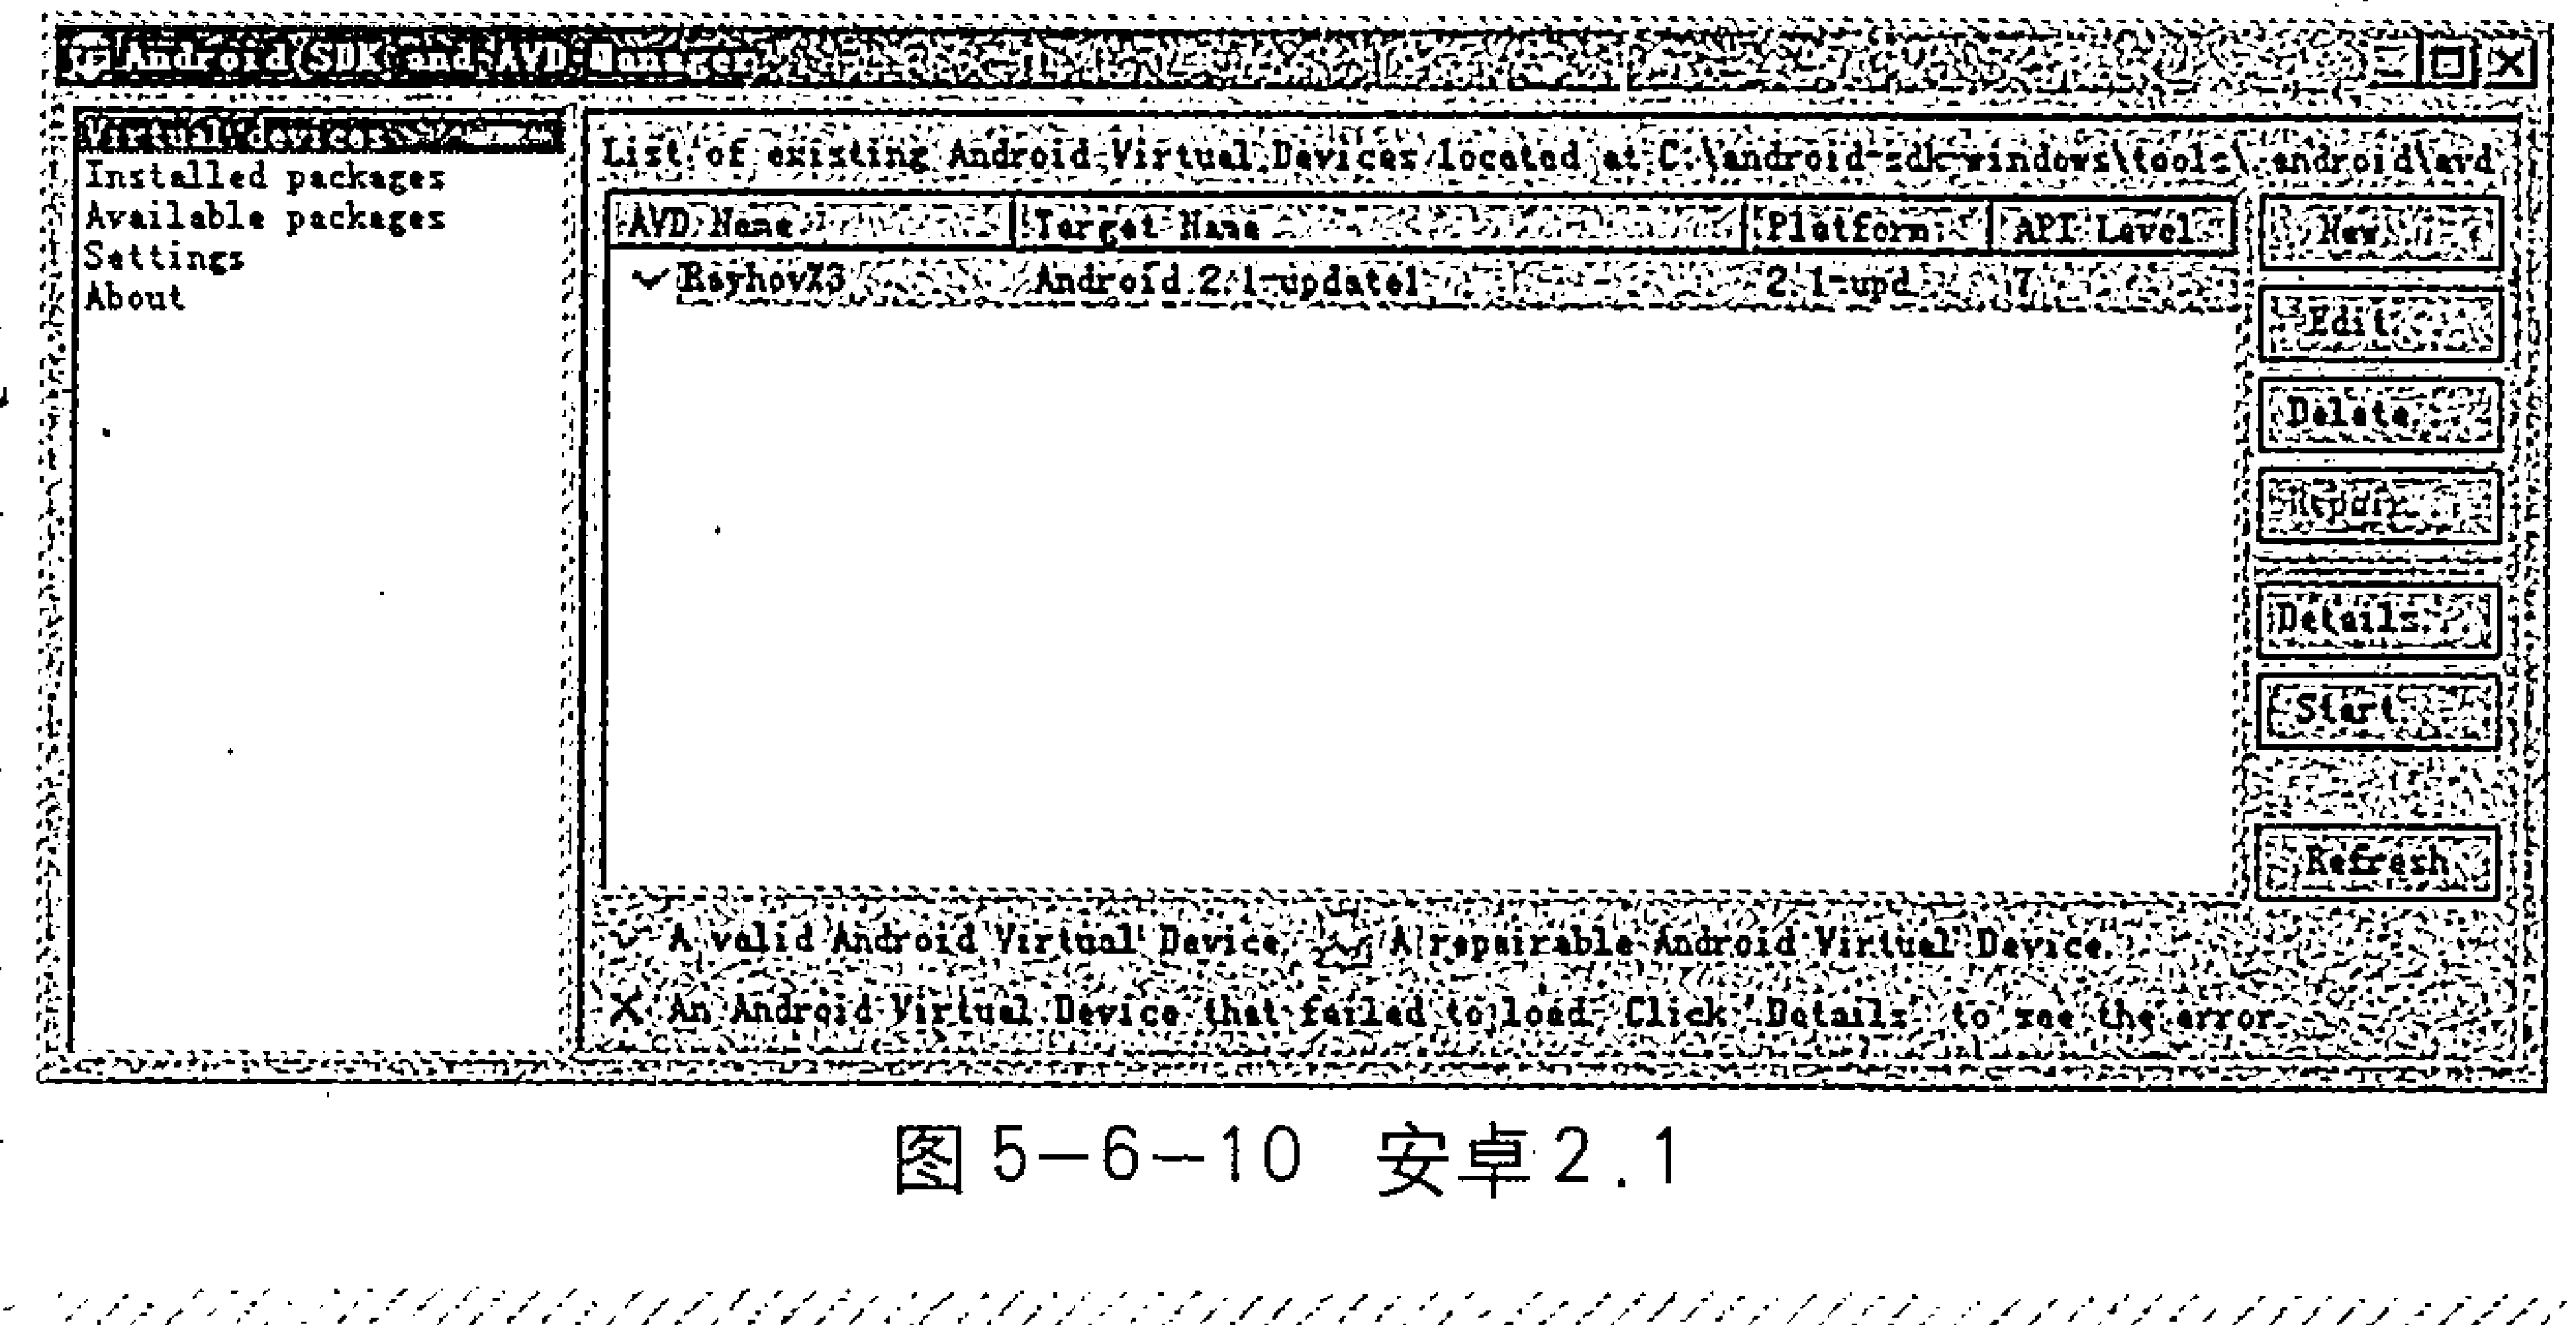 Android SDK and AVD Manager
Virtual devices
Installed packages
Available packages
Settings
About
List of existing Android Virtual Devices located at C:\android-sdk-windows\tools\.android\avd
AVD Name Target Name Platform API Level
Android 2.1-update1 2.1-upd... 7
New...
Edit...
Delete...
Repair...
Details...
Start...
Refresh
A valid Android Virtual Device. A repairable Android Virtual Device.
An Android Virtual Device that failed to load. Click 'Details' to see the error.
图5-6-10 安卓2.1